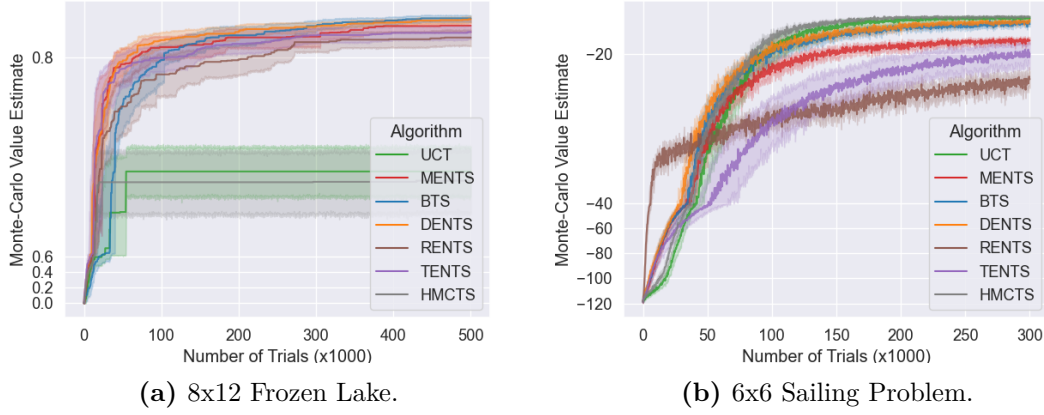 Monte-Carlo Value Estimate
0.8
0.6
0.4
0.2
0.0
Algorithm
UCT
MENTS
BTS
DENTS
RENTS
TENTS
HMCTS
0
100
200
300
400
500
Number of Trials (x1000)
(a) 8x12 Frozen Lake.
Monte-Carlo Value Estimate
-20
-40
-60
-80
-100
-120
Algorithm
UCT
MENTS
BTS
DENTS
RENTS
TENTS
HMCTS
0
50
100
150
200
250
300
Number of Trials (x1000)
(b) 6x6 Sailing Problem.